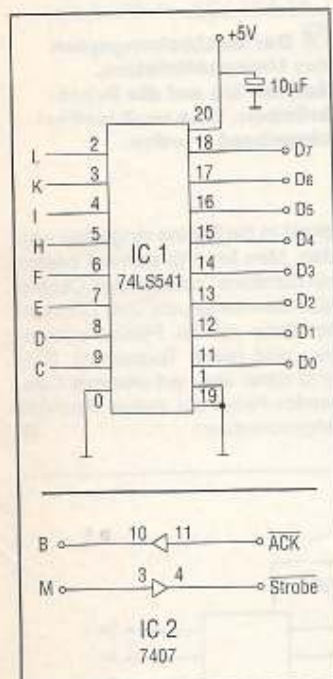 +5V
10µF
20
L 2 18 D7
K 3 17 D6
I 4 16 D5
H 5 15 D4
F 6 IC 1 14 D3
74LS541
E 7 13 D2
D 8 12 D1
C 9 11 D0
1
0 19
B 10 11 ACK
M 3 4 Strobe
IC 2
7407